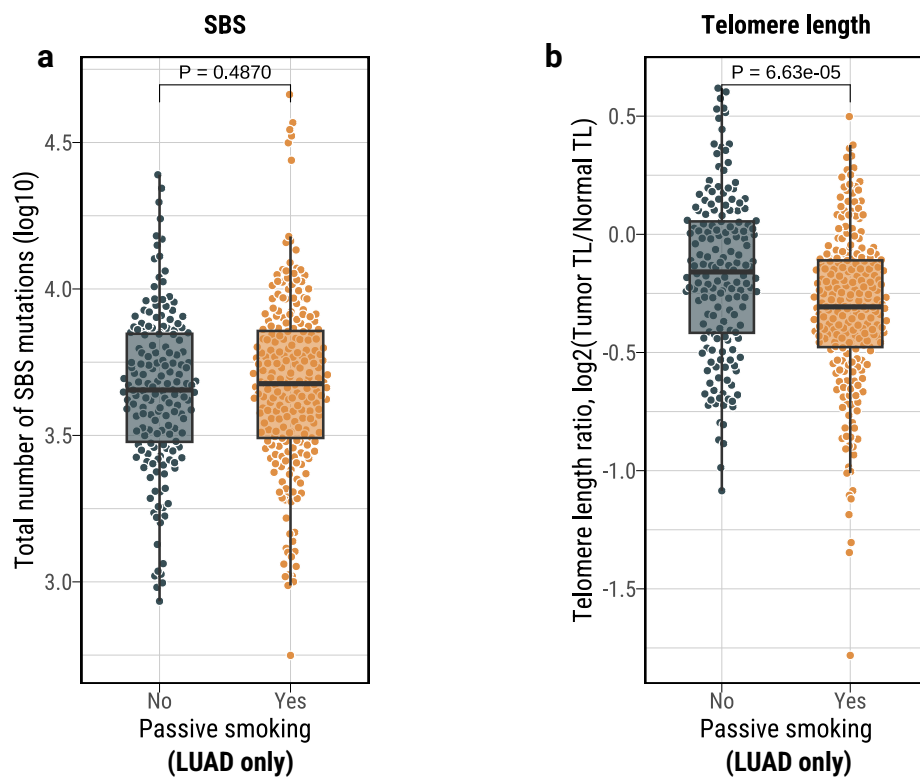 SBS
a
P = 0.4870
Total number of SBS mutations (log10)
4.5
4.0
3.5
3.0
No
Yes
Passive smoking
(LUAD only)
Telomere length
b
P = 6.63e-05
Telomere length ratio, log2(Tumor TL/Normal TL)
0.5
0.0
-0.5
-1.0
-1.5
No
Yes
Passive smoking
(LUAD only)